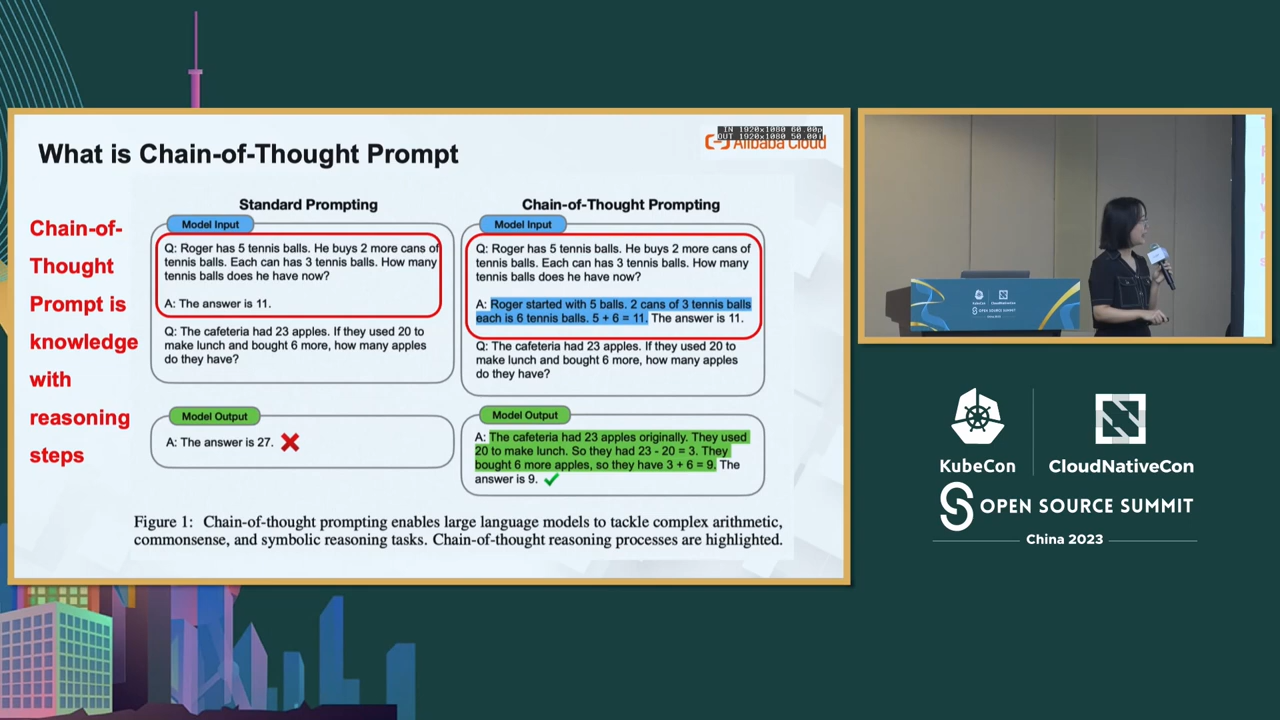 What is Chain-of-Thought Prompt
IN 1920x1080 60.00p
OUT 1920x1080 50.00i
Alibaba Cloud
Chain-of-
Thought
Prompt is
knowledge
with
reasoning
steps
Standard Prompting
Model Input
Q: Roger has 5 tennis balls. He buys 2 more cans of
tennis balls. Each can has 3 tennis balls. How many
tennis balls does he have now?
A: The answer is 11.
Q: The cafeteria had 23 apples. If they used 20 to
make lunch and bought 6 more, how many apples
do they have?
Model Output
A: The answer is 27.
Chain-of-Thought Prompting
Model Input
Q: Roger has 5 tennis balls. He buys 2 more cans of
tennis balls. Each can has 3 tennis balls. How many
tennis balls does he have now?
A: Roger started with 5 balls. 2 cans of 3 tennis balls
each is 6 tennis balls. 5 + 6 = 11. The answer is 11.
Q: The cafeteria had 23 apples. If they used 20 to
make lunch and bought 6 more, how many apples
do they have?
Model Output
A: The cafeteria had 23 apples originally. They used
20 to make lunch. So they had 23 - 20 = 3. They
bought 6 more apples, so they have 3 + 6 = 9. The
answer is 9.
Figure 1: Chain-of-thought prompting enables large language models to tackle complex arithmetic,
commonsense, and symbolic reasoning tasks. Chain-of-thought reasoning processes are highlighted.
OPEN SOURCE SUMMIT
KubeCon
CloudNativeCon
OPEN SOURCE SUMMIT
China 2023